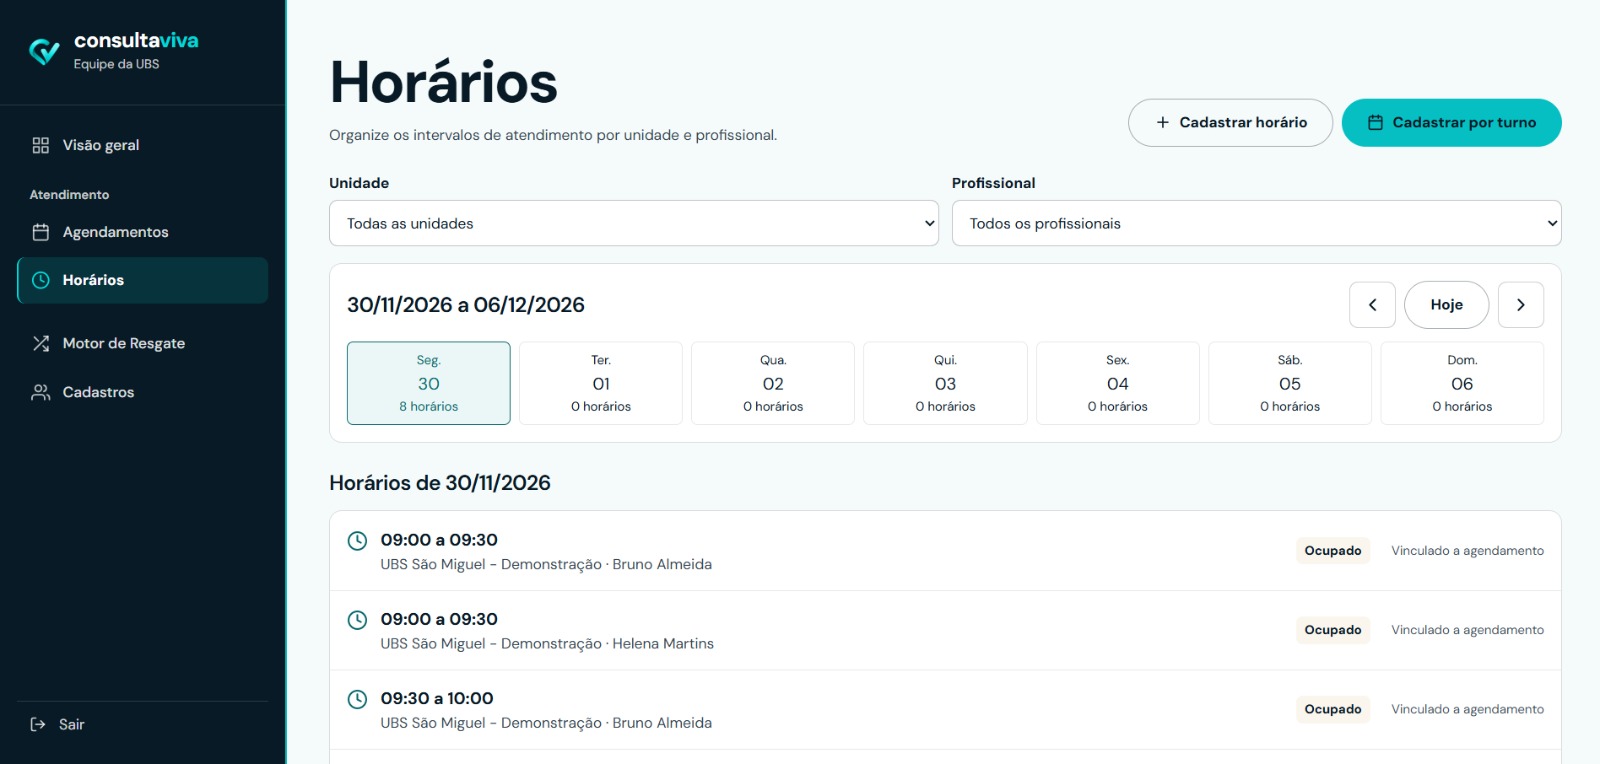 consultaviva
Equipe da UBS
Visão geral
Atendimento
Agendamentos
Horários
Motor de Resgate
Cadastros
Sair
Horários
Organize os intervalos de atendimento por unidade e profissional.
+ Cadastrar horário
Cadastrar por turno
Unidade
Todas as unidades
Profissional
Todos os profissionais
30/11/2026 a 06/12/2026
Hoje
Seg.
30
8 horários
Ter.
01
0 horários
Qua.
02
0 horários
Qui.
03
0 horários
Sex.
04
0 horários
Sáb.
05
0 horários
Dom.
06
0 horários
Horários de 30/11/2026
09:00 a 09:30
UBS São Miguel - Demonstração · Bruno Almeida
Ocupado
Vinculado a agendamento
09:00 a 09:30
UBS São Miguel - Demonstração · Helena Martins
Ocupado
Vinculado a agendamento
09:30 a 10:00
UBS São Miguel - Demonstração · Bruno Almeida
Ocupado
Vinculado a agendamento